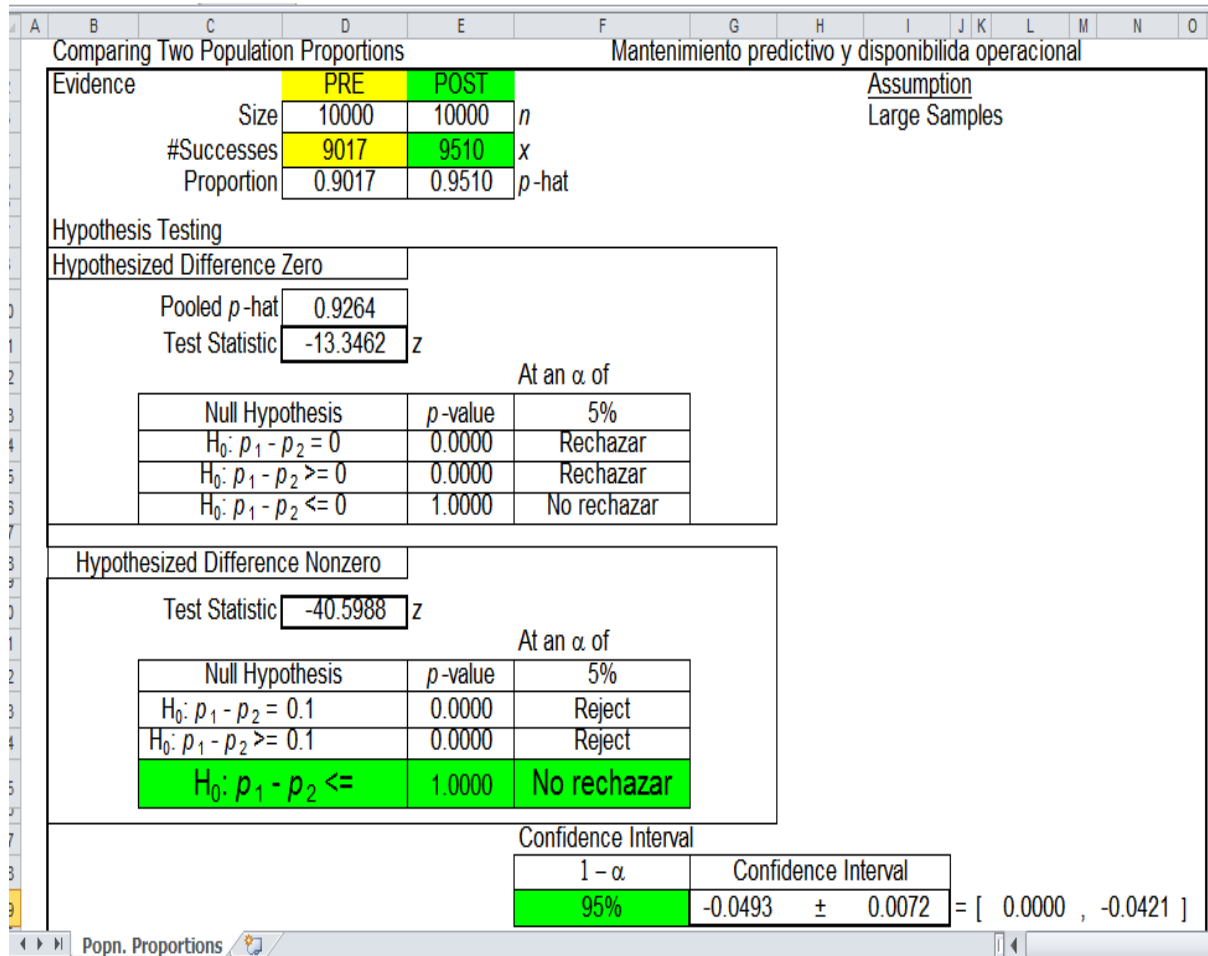 A B C D E F G H I J K L M N O
Comparing Two Population Proportions Mantenimiento predictivo y disponibilida operacional
Evidence PRE POST Assumption
Size 10000 10000 n Large Samples
#Successes 9017 9510 x
Proportion 0.9017 0.9510 p-hat
Hypothesis Testing
Hypothesized Difference Zero
Pooled p-hat 0.9264
Test Statistic -13.3462 z
At an α of
Null Hypothesis p-value 5%
H₀: p₁ - p₂ = 0 0.0000 Rechazar
H₀: p₁ - p₂ >= 0 0.0000 Rechazar
H₀: p₁ - p₂ <= 0 1.0000 No rechazar
Hypothesized Difference Nonzero
Test Statistic -40.5988 z
At an α of
Null Hypothesis p-value 5%
H₀: p₁ - p₂ = 0.1 0.0000 Reject
H₀: p₁ - p₂ >= 0.1 0.0000 Reject
H₀: p₁ - p₂ <= 1.0000 No rechazar
Confidence Interval
1 – α Confidence Interval
95% -0.0493 ± 0.0072 = [ 0.0000 , -0.0421 ]
Popn. Proportions